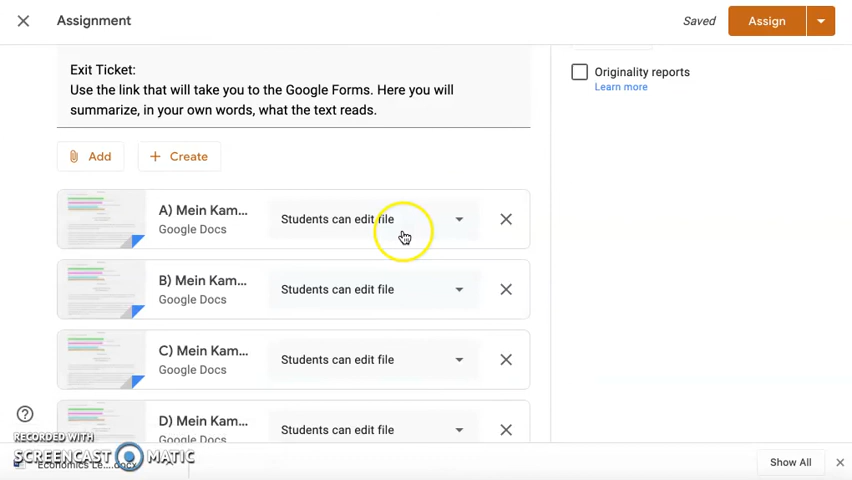 Assignment
Saved
Assign
Exit Ticket:
Use the link that will take you to the Google Forms. Here you will
summarize, in your own words, what the text reads.
Originality reports
Learn more
Add
Create
A) Mein Kam...
Google Docs
Students can edit file
B) Mein Kam...
Google Docs
Students can edit file
C) Mein Kam...
Google Docs
Students can edit file
D) Mein Kam...
Google Docs
Students can edit file
RECORDED WITH
SCREENCAST MATIC
Economics Le....docx
Show All